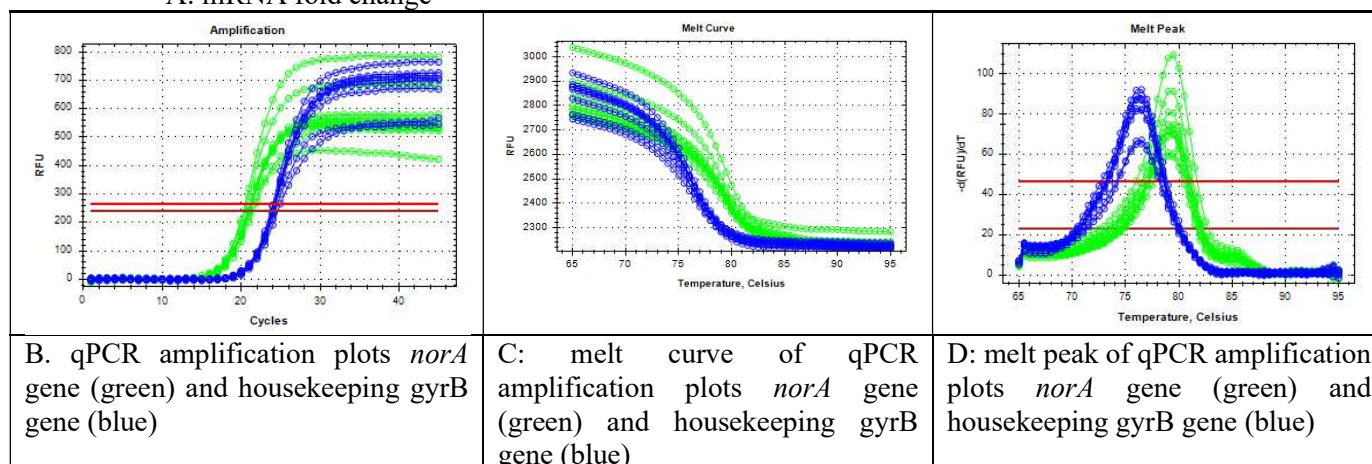 A. mRNA fold change
Amplification
800
700
600
500
400
300
200
100
0
RFU
0
10
20
30
40
Cycles
Melt Curve
3000
2900
2800
2700
2600
2500
2400
2300
RFU
65
70
75
80
85
90
95
Temperature, Celsius
Melt Peak
100
80
60
40
20
0
-d(RFU)/dT
65
70
75
80
85
90
95
Temperature, Celsius
B. qPCR amplification plots norA
gene (green) and housekeeping gyrB
gene (blue)
C: melt curve of qPCR
amplification plots norA gene
(green) and housekeeping gyrB
gene (blue)
D: melt peak of qPCR amplification
plots norA gene (green) and
housekeeping gyrB gene (blue)